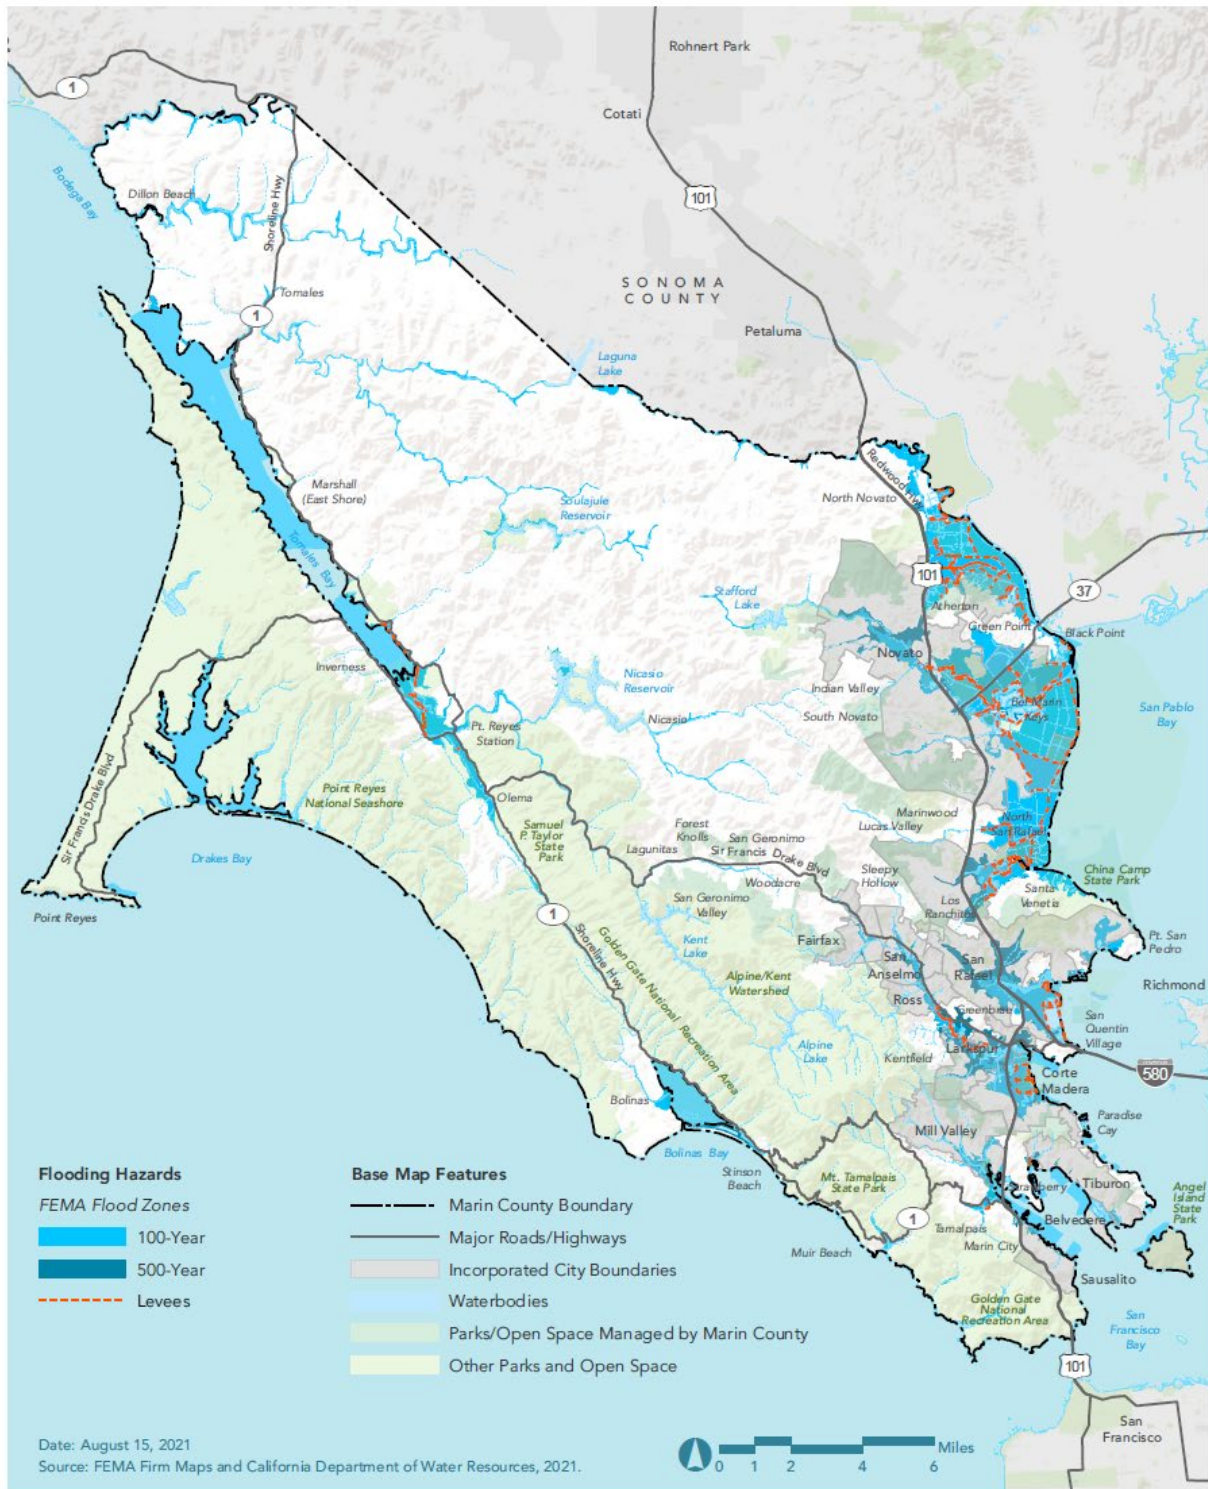 Rohnert Park
1
Cotati
101
Bodega Bay
Dillon Beach
Shoreline Hwy
SONOMA
COUNTY
Tomales
1
Petaluma
Laguna
Lake
Redwood Hwy
North Novato
Marshall
(East Shore)
Soulajule
Reservoir
Tomales Bay
101
37
Stafford
Lake
Atherton
Green Point
Black Point
Novato
Inverness
Nicasio
Reservoir
Indian Valley
Bel Marin
Keys
San Pablo
Bay
South Novato
Nicasio
Pt. Reyes
Station
Sir Francis Drake Blvd
Point Reyes
National Seashore
Olema
Samuel
P. Taylor
State
Park
Marinwood
Lucas Valley
North
San Rafael
Forest
Knolls
San Geronimo
Lagunitas
Sir Francis Drake Blvd
Drakes Bay
Woodacre
Sleepy
Hollow
China Camp
State Park
Santa
Venetia
Point Reyes
San Geronimo
Valley
Los
Ranchitos
1
Shoreline Hwy
Golden Gate National Recreation Area
Kent
Lake
Fairfax
San
Anselmo
San
Rafael
Pt. San
Pedro
Alpine/Kent
Watershed
Richmond
Ross
Greenbrae
San
Quentin
Village
Alpine
Lake
Kentfield
Larkspur
Corte
Madera
580
Bolinas
Paradise
Cay
Mill Valley
Bolinas Bay
Stinson
Beach
Mt. Tamalpais
State Park
Strawberry
Tiburon
Angel
Island
State
Park
1
Belvedere
Tamalpais
Marin City
Muir Beach
Sausalito
Golden Gate
National
Recreation Area
San
Francisco
Bay
101
San
Francisco
Flooding Hazards
FEMA Flood Zones
100-Year
500-Year
Levees
Base Map Features
Marin County Boundary
Major Roads/Highways
Incorporated City Boundaries
Waterbodies
Parks/Open Space Managed by Marin County
Other Parks and Open Space
Date: August 15, 2021
Source: FEMA Firm Maps and California Department of Water Resources, 2021.
0 1 2 4 6 Miles